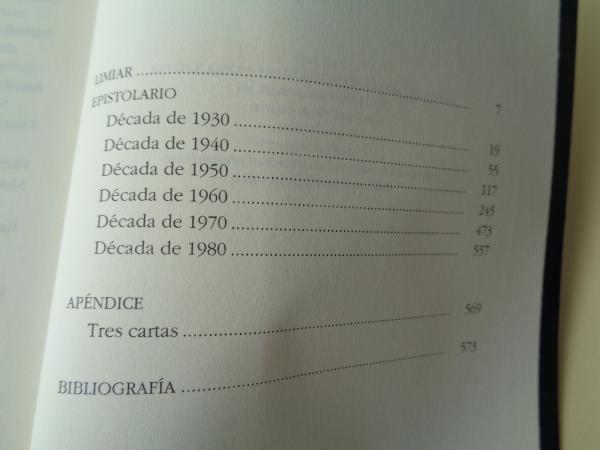 LIMIAR 7
EPISTOLARIO
Década de 1930 19
Década de 1940 55
Década de 1950 117
Década de 1960 245
Década de 1970 473
Década de 1980 557
APÉNDICE
Tres cartas 569
BIBLIOGRAFÍA 573